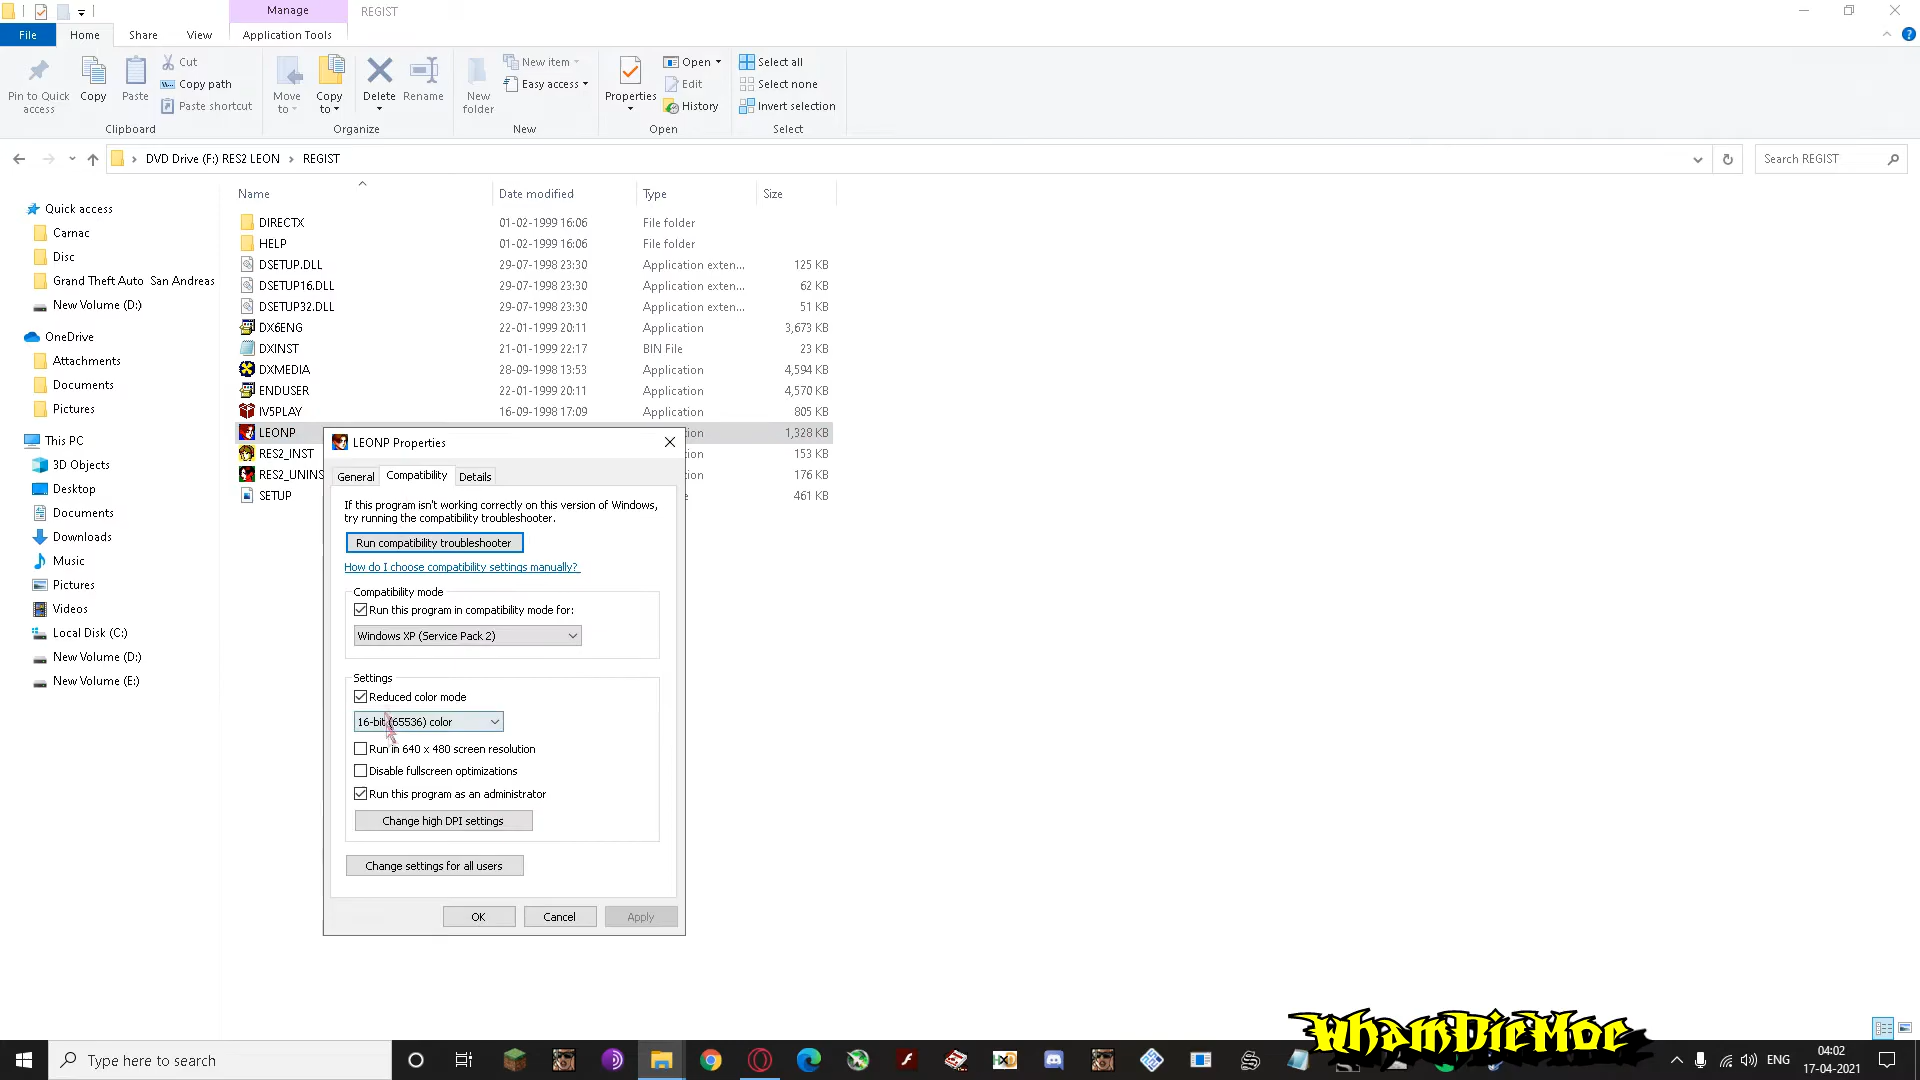 Manage
REGIST
File
Home
Share
View
Application Tools
Pin to Quick access
Copy
Paste
Cut
Copy path
Paste shortcut
Move to
Copy to
Delete
Rename
New folder
New item
Easy access
Properties
Open
Edit
History
Select all
Select none
Invert selection
Clipboard
Organize
New
Open
Select
DVD Drive (F:) RES2 LEON
REGIST
Search REGIST
Name
Date modified
Type
Size
Quick access
Carnac
Disc
Grand Theft Auto San Andreas
New Volume (D:)
OneDrive
Attachments
Documents
Pictures
This PC
3D Objects
Desktop
Documents
Downloads
Music
Pictures
Videos
Local Disk (C:)
New Volume (D:)
New Volume (E:)
DIRECTX 01-02-1999 16:06 File folder
HELP 01-02-1999 16:06 File folder
DSETUP.DLL 29-07-1998 23:30 Application exten... 125 KB
DSETUP16.DLL 29-07-1998 23:30 Application exten... 62 KB
DSETUP32.DLL 29-07-1998 23:30 Application exten... 51 KB
DX6ENG 22-01-1999 20:11 Application 3,673 KB
DXINST 21-01-1999 22:17 BIN File 23 KB
DXMEDIA 28-09-1998 13:53 Application 4,594 KB
ENDUSER 22-01-1999 20:11 Application 4,570 KB
IV5PLAY 16-09-1998 17:09 Application 805 KB
LEONP 1,328 KB
RES2_INST 153 KB
RES2_UNINS 176 KB
SETUP 461 KB
LEONP Properties
General
Compatibility
Details
If this program isn't working correctly on this version of Windows,
try running the compatibility troubleshooter.
Run compatibility troubleshooter
How do I choose compatibility settings manually?
Compatibility mode
Run this program in compatibility mode for:
Windows XP (Service Pack 2)
Settings
Reduced color mode
16-bit (65536) color
Run in 640 x 480 screen resolution
Disable fullscreen optimizations
Run this program as an administrator
Change high DPI settings
Change settings for all users
OK
Cancel
Apply
WhamDicMoe
Type here to search
ENG
04:02
17-04-2021